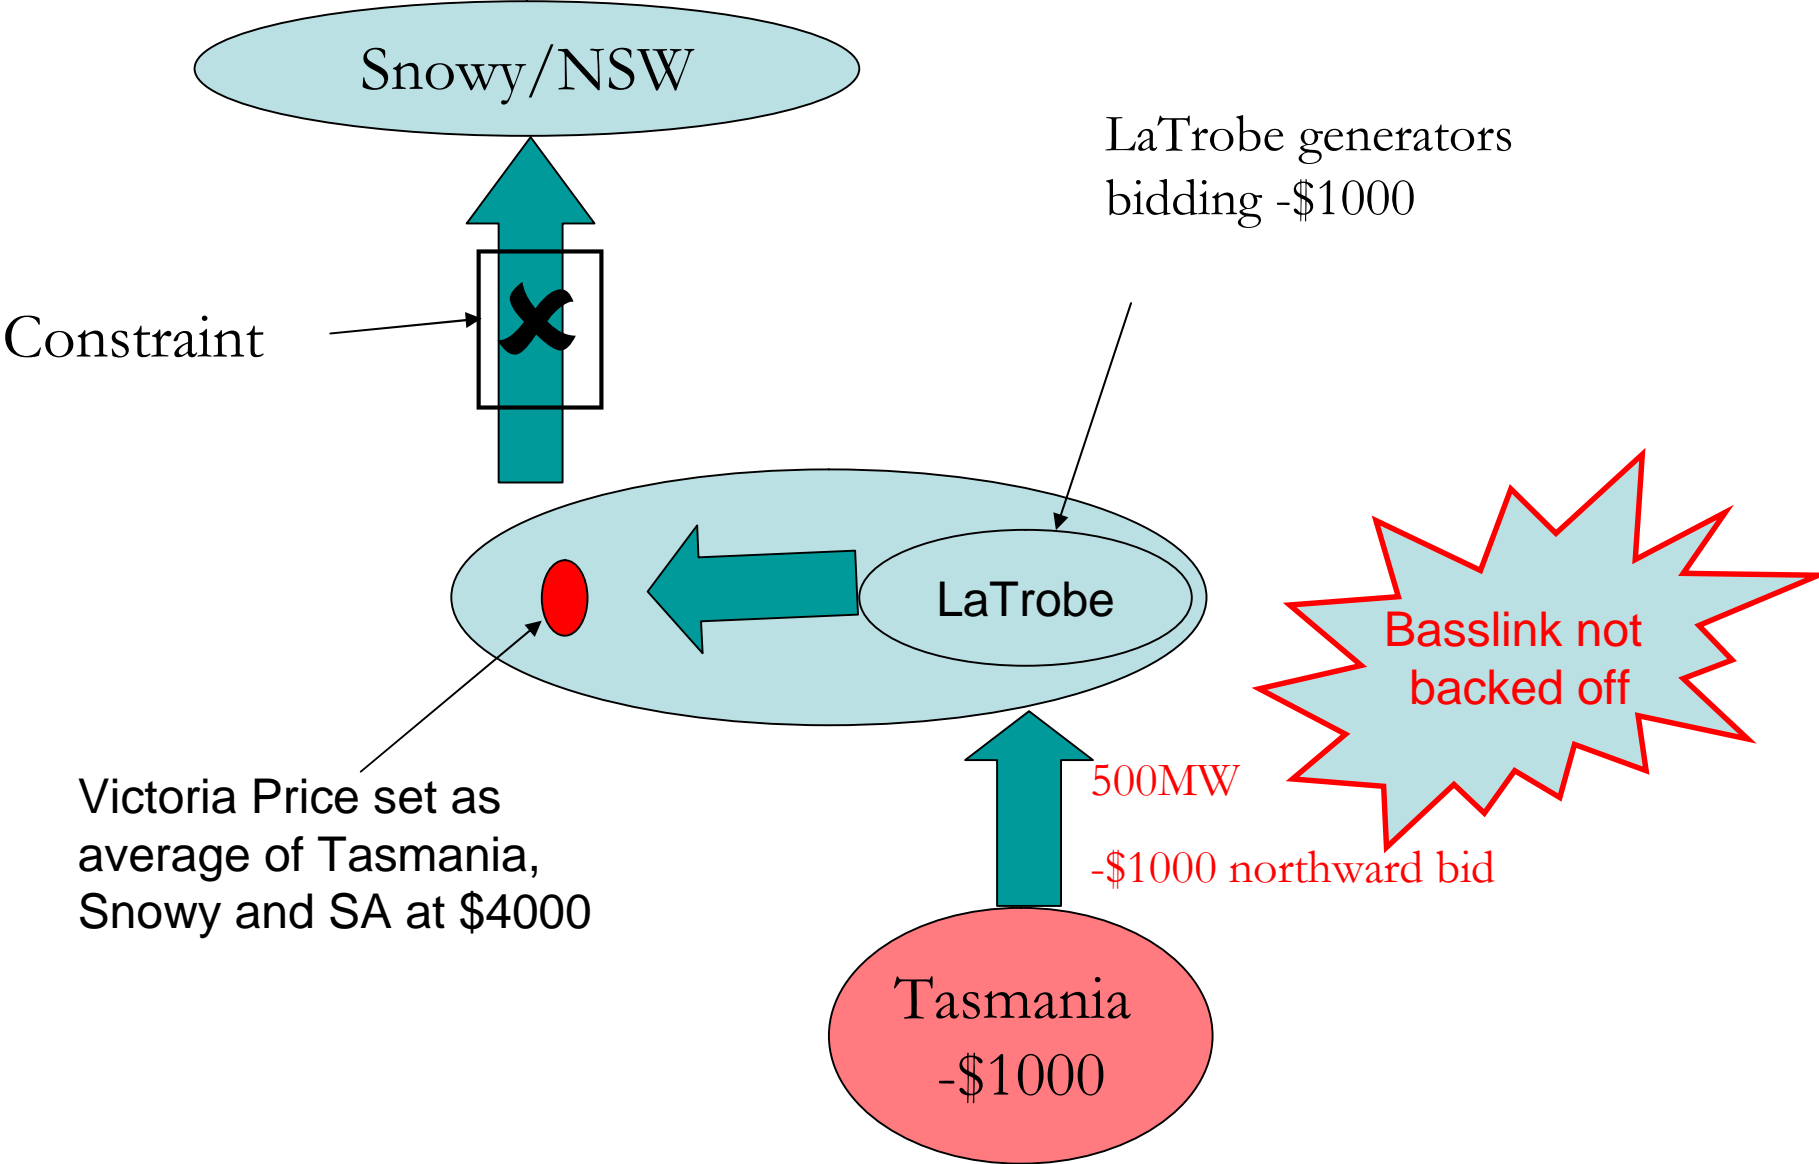 Snowy/NSW
LaTrobe generators
bidding -$1000
Constraint
LaTrobe
Basslink not
backed off
Victoria Price set as
average of Tasmania,
Snowy and SA at $4000
500MW
-$1000 northward bid
Tasmania
-$1000